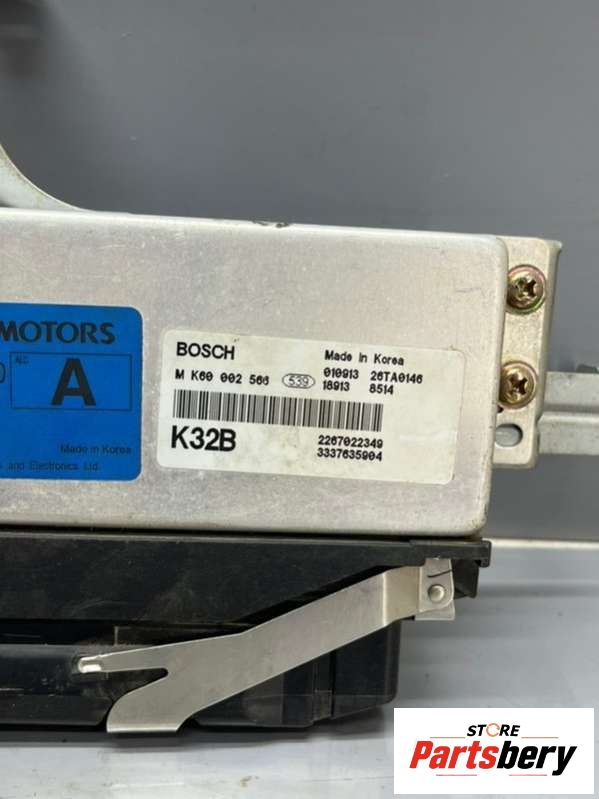 MOTORS
ALC
A
Made in Korea
and Electronics Ltd.
BOSCH
Made in Korea
M K60 002 566
539
010913 26TA0146
18913 8514
K32B
2267022349
3337635904
STORE
Partsbery